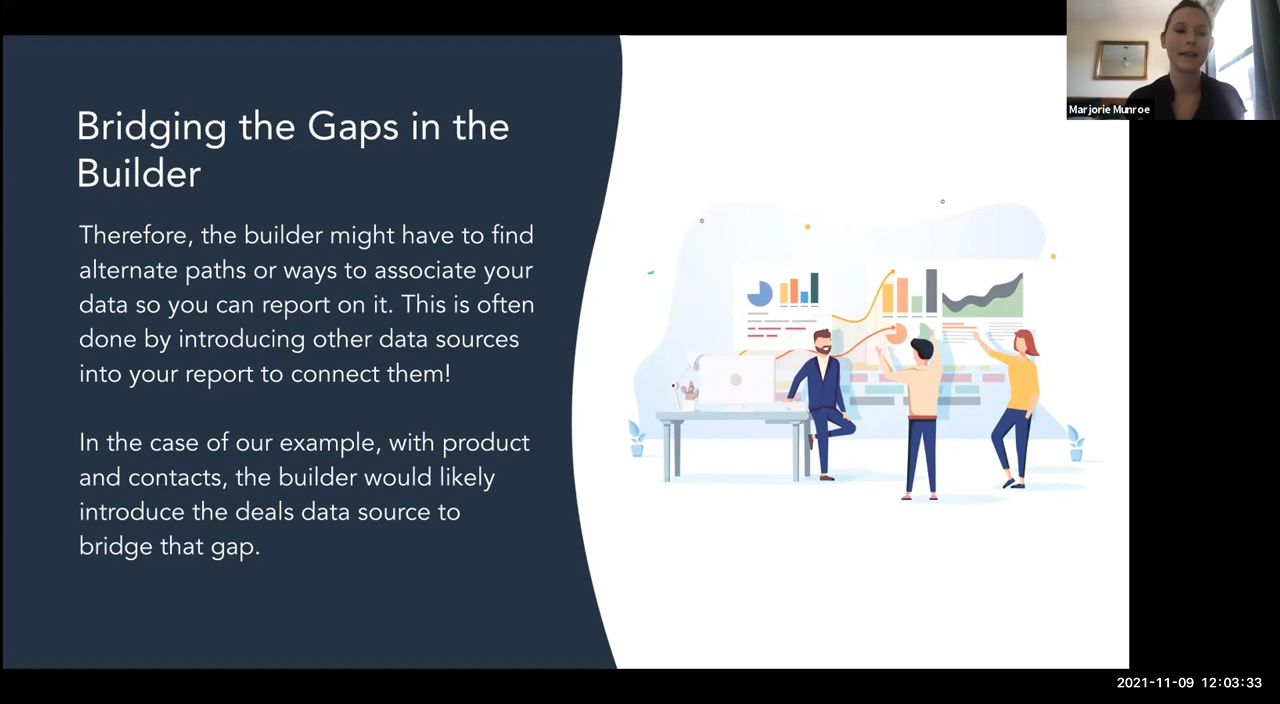 Bridging the Gaps in the
Builder
Therefore, the builder might have to find
alternate paths or ways to associate your
data so you can report on it. This is often
done by introducing other data sources
into your report to connect them!
In the case of our example, with product
and contacts, the builder would likely
introduce the deals data source to
bridge that gap.
Marjorie Munroe
2021-11-09 12:03:33